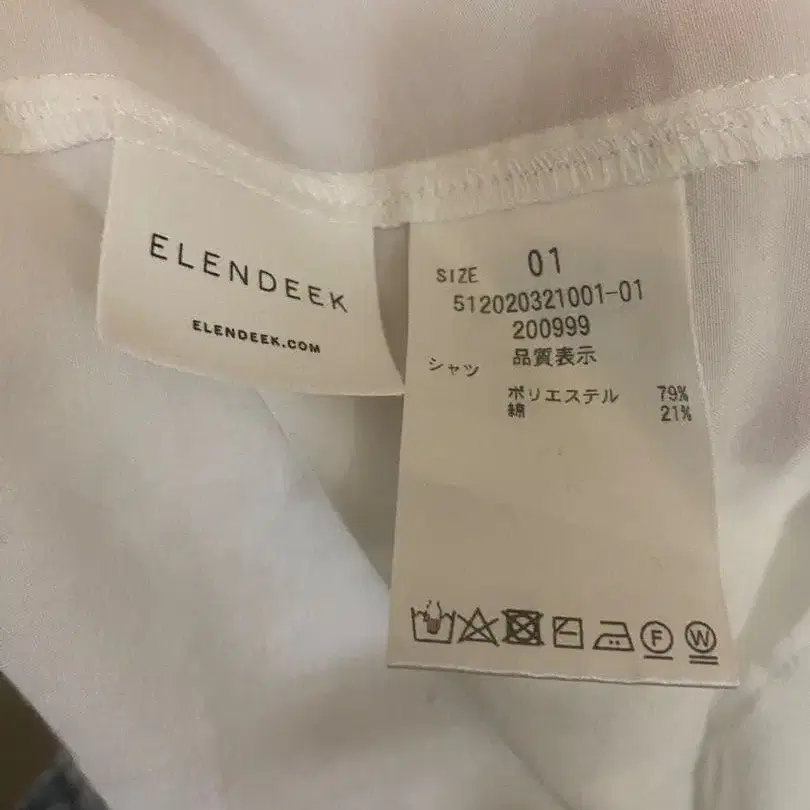 ELENDEEK
ELENDEEK.COM
SIZE 01
512020321001-01
200999
品質表示
シャツ
ポリエステル 79%
綿 21%
F W